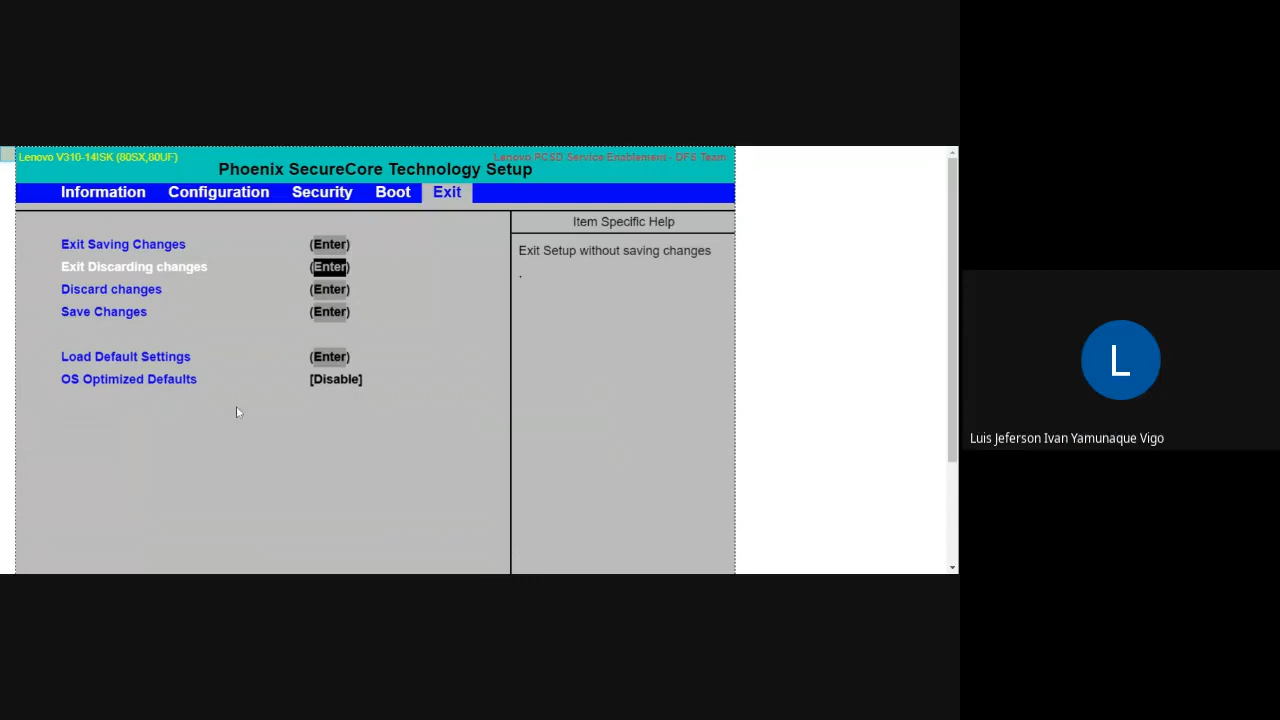 Lenovo V310-14ISK (80SX,80UF)
Lenovo PCSD Service Enablement - DFS Team
Phoenix SecureCore Technology Setup
Information Configuration Security Boot Exit
Item Specific Help
Exit Saving Changes (Enter)
Exit Setup without saving changes
.
Exit Discarding changes (Enter)
Discard changes (Enter)
Save Changes (Enter)
Load Default Settings (Enter)
OS Optimized Defaults [Disable]
L
Luis Jeferson Ivan Yamunaque Vigo